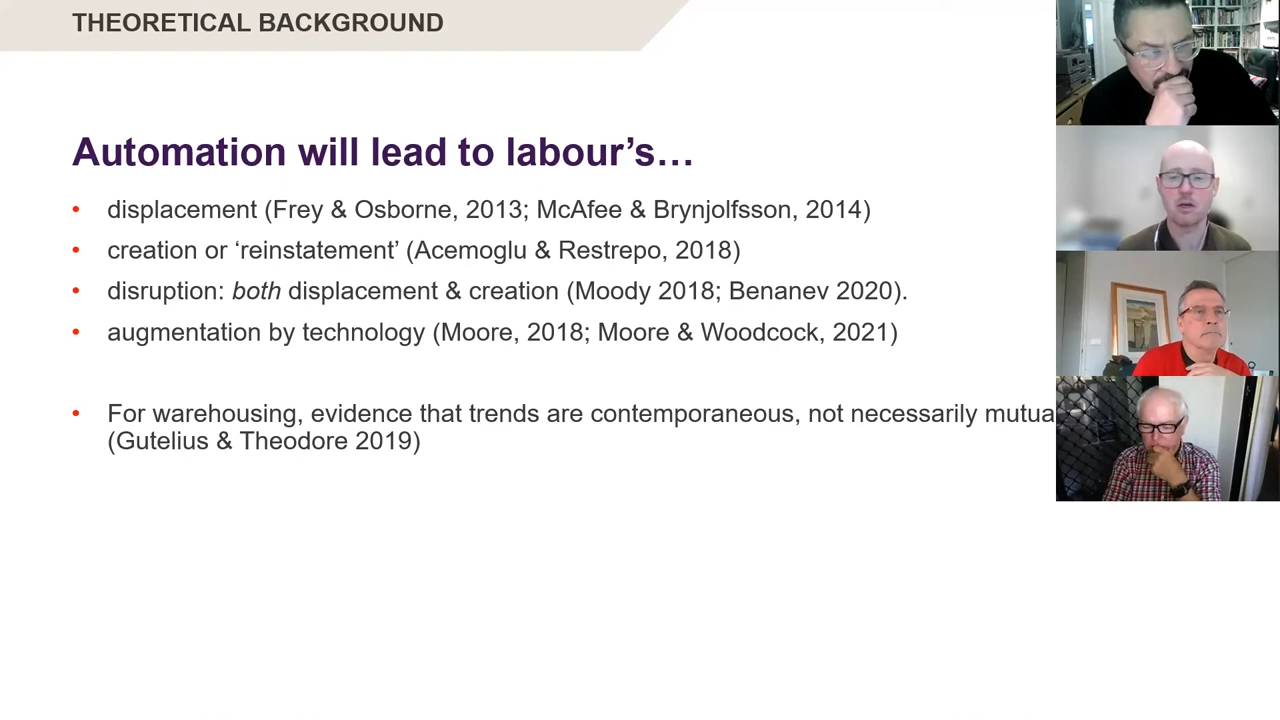 THEORETICAL BACKGROUND
Automation will lead to labour’s…
• displacement (Frey & Osborne, 2013; McAfee & Brynjolfsson, 2014)
• creation or ‘reinstatement’ (Acemoglu & Restrepo, 2018)
• disruption: both displacement & creation (Moody 2018; Benanev 2020).
• augmentation by technology (Moore, 2018; Moore & Woodcock, 2021)
• For warehousing, evidence that trends are contemporaneous, not necessarily
(Gutelius & Theodore 2019)